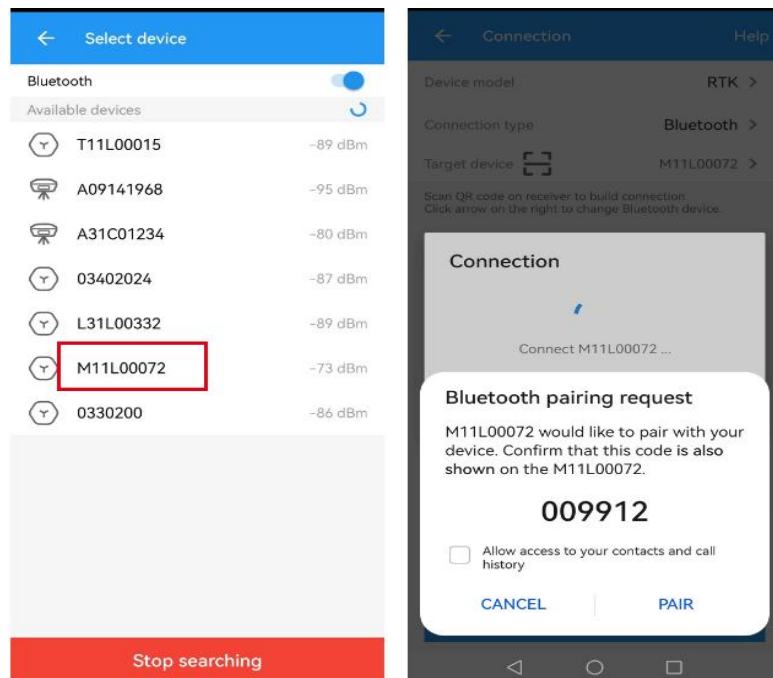 Select device
Bluetooth
Available devices
T11L00015 -89 dBm
A09141968 -95 dBm
A31C01234 -80 dBm
03402024 -87 dBm
L31L00332 -89 dBm
M11L00072 -73 dBm
0330200 -86 dBm
Stop searching
Connection Help
Device model RTK >
Connection type Bluetooth >
Target device M11L00072 >
Scan QR code on receiver to build connection
Click arrow on the right to change Bluetooth device.
Connection
Connect M11L00072 ...
Bluetooth pairing request
M11L00072 would like to pair with your
device. Confirm that this code is also
shown on the M11L00072.
009912
Allow access to your contacts and call
history
CANCEL PAIR